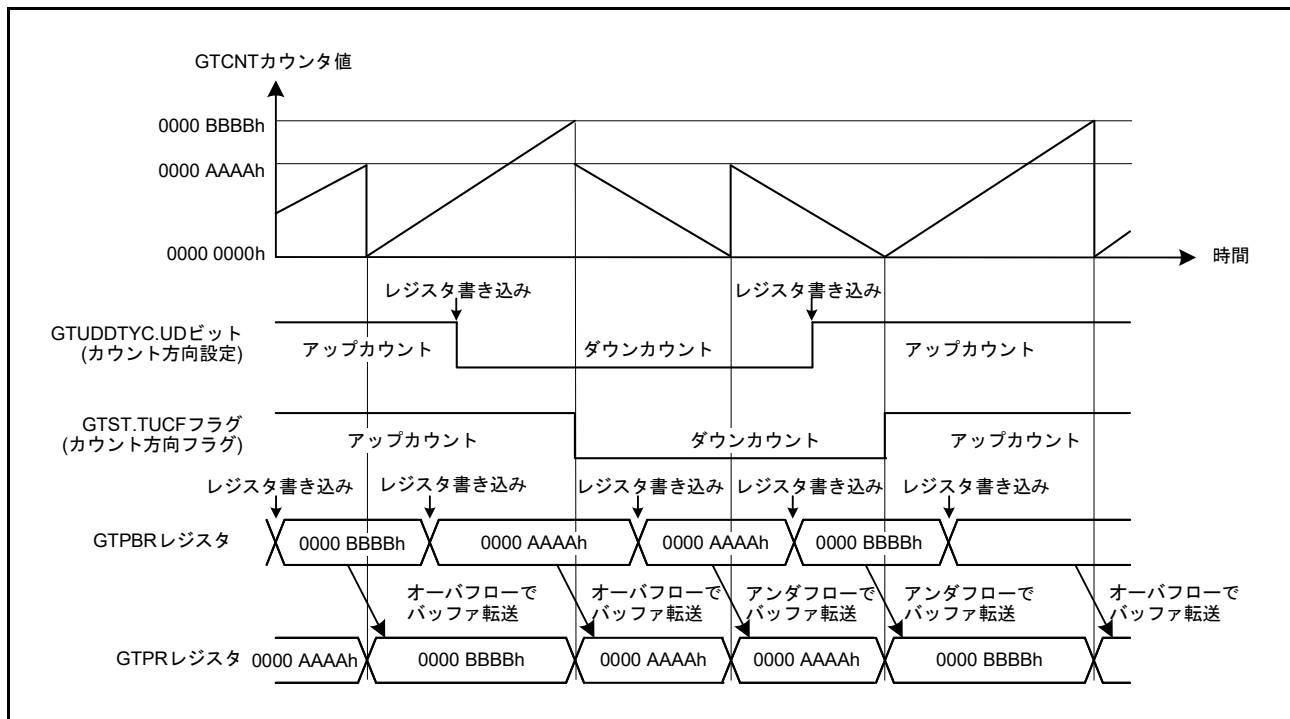 GTCNTカウンタ値
0000 BBBBh
0000 AAAAh
0000 0000h
時間
レジスタ書き込み
レジスタ書き込み
GTUDDTYC.UDビット
(カウント方向設定)
アップカウント
ダウンカウント
アップカウント
GTST.TUCFフラグ
(カウント方向フラグ)
アップカウント
ダウンカウント
アップカウント
レジスタ書き込み
レジスタ書き込み
レジスタ書き込み
レジスタ書き込み
レジスタ書き込み
GTPBRレジスタ
0000 BBBBh
0000 AAAAh
0000 AAAAh
0000 BBBBh
オーバフローで
バッファ転送
オーバフローで
バッファ転送
アンダフローで
バッファ転送
アンダフローで
バッファ転送
オーバフローで
バッファ転送
GTPRレジスタ
0000 AAAAh
0000 BBBBh
0000 AAAAh
0000 AAAAh
0000 BBBBh